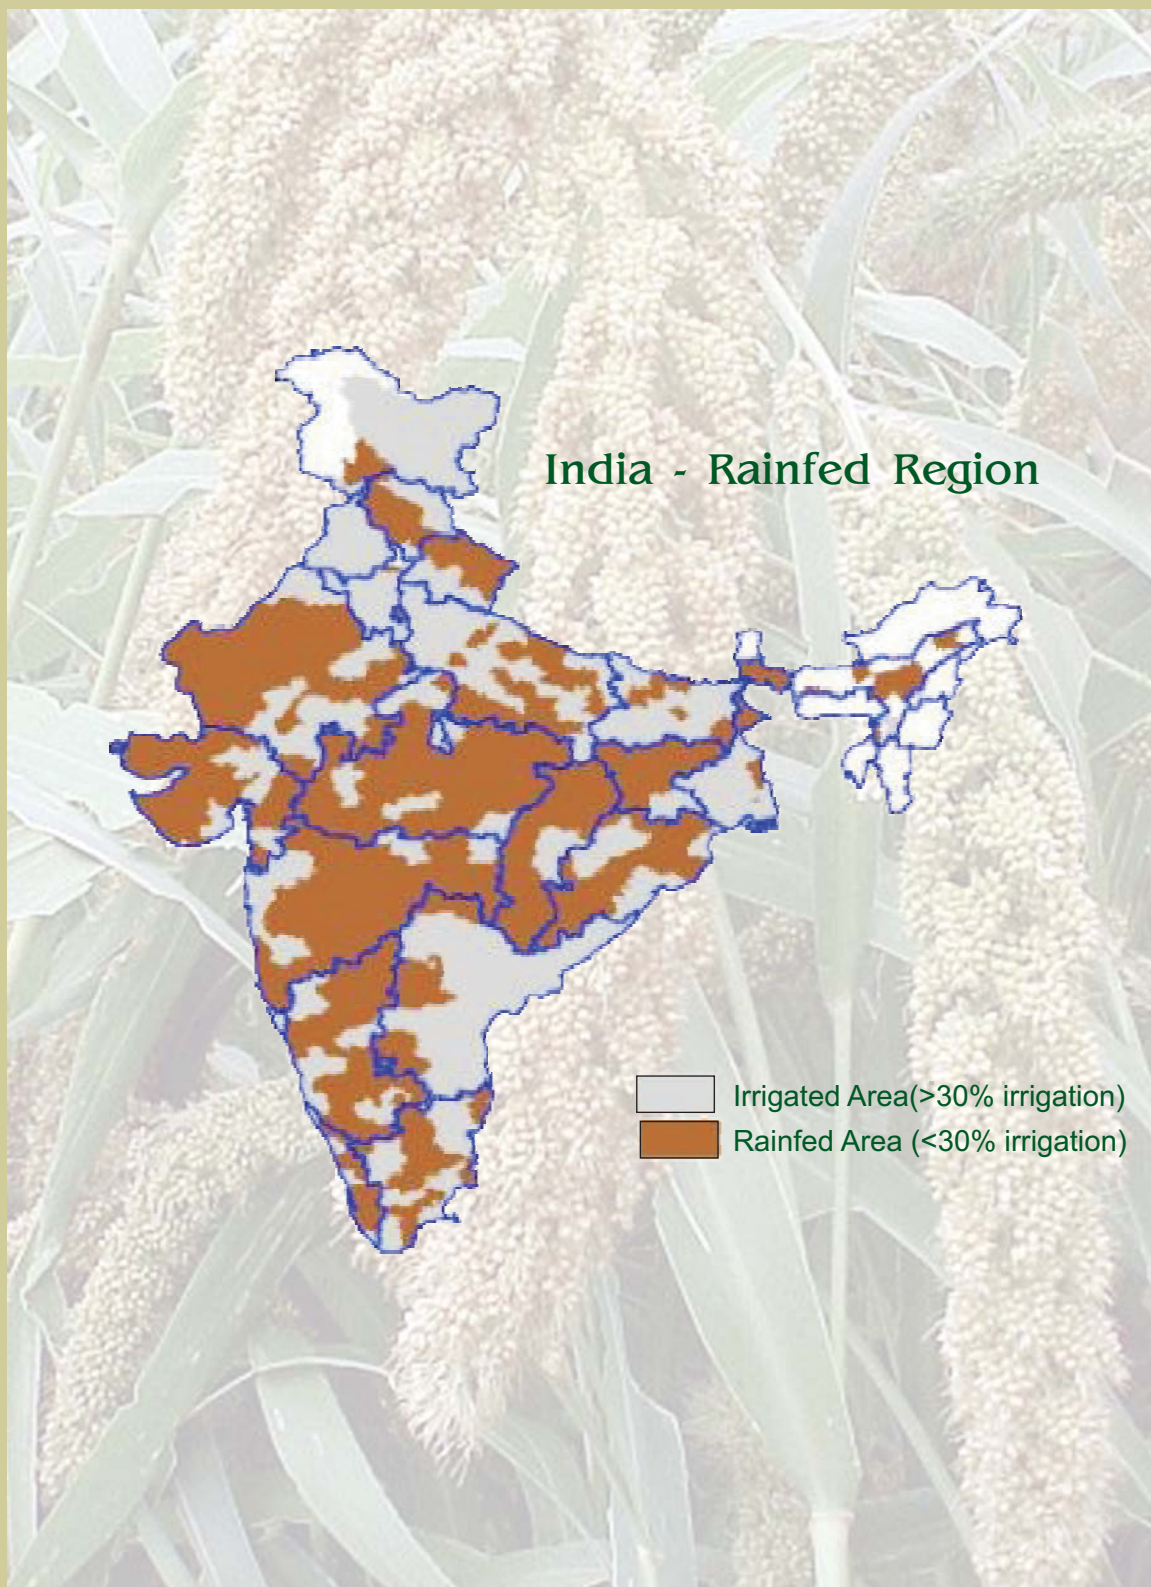 India - Rainfed Region
Irrigated Area(>30% irrigation)
Rainfed Area (<30% irrigation)